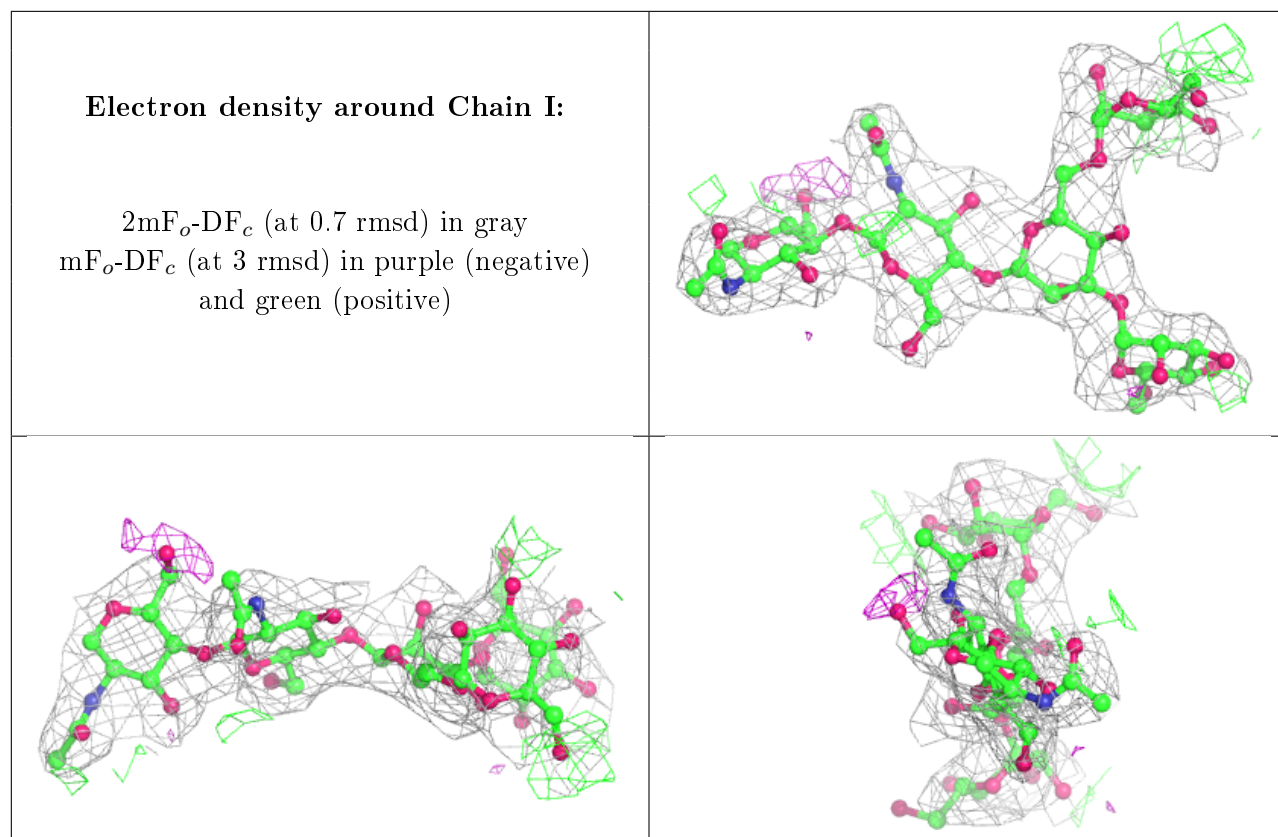 Electron density around Chain I:
2mFo-DFc (at 0.7 rmsd) in gray
mFo-DFc (at 3 rmsd) in purple (negative)
and green (positive)